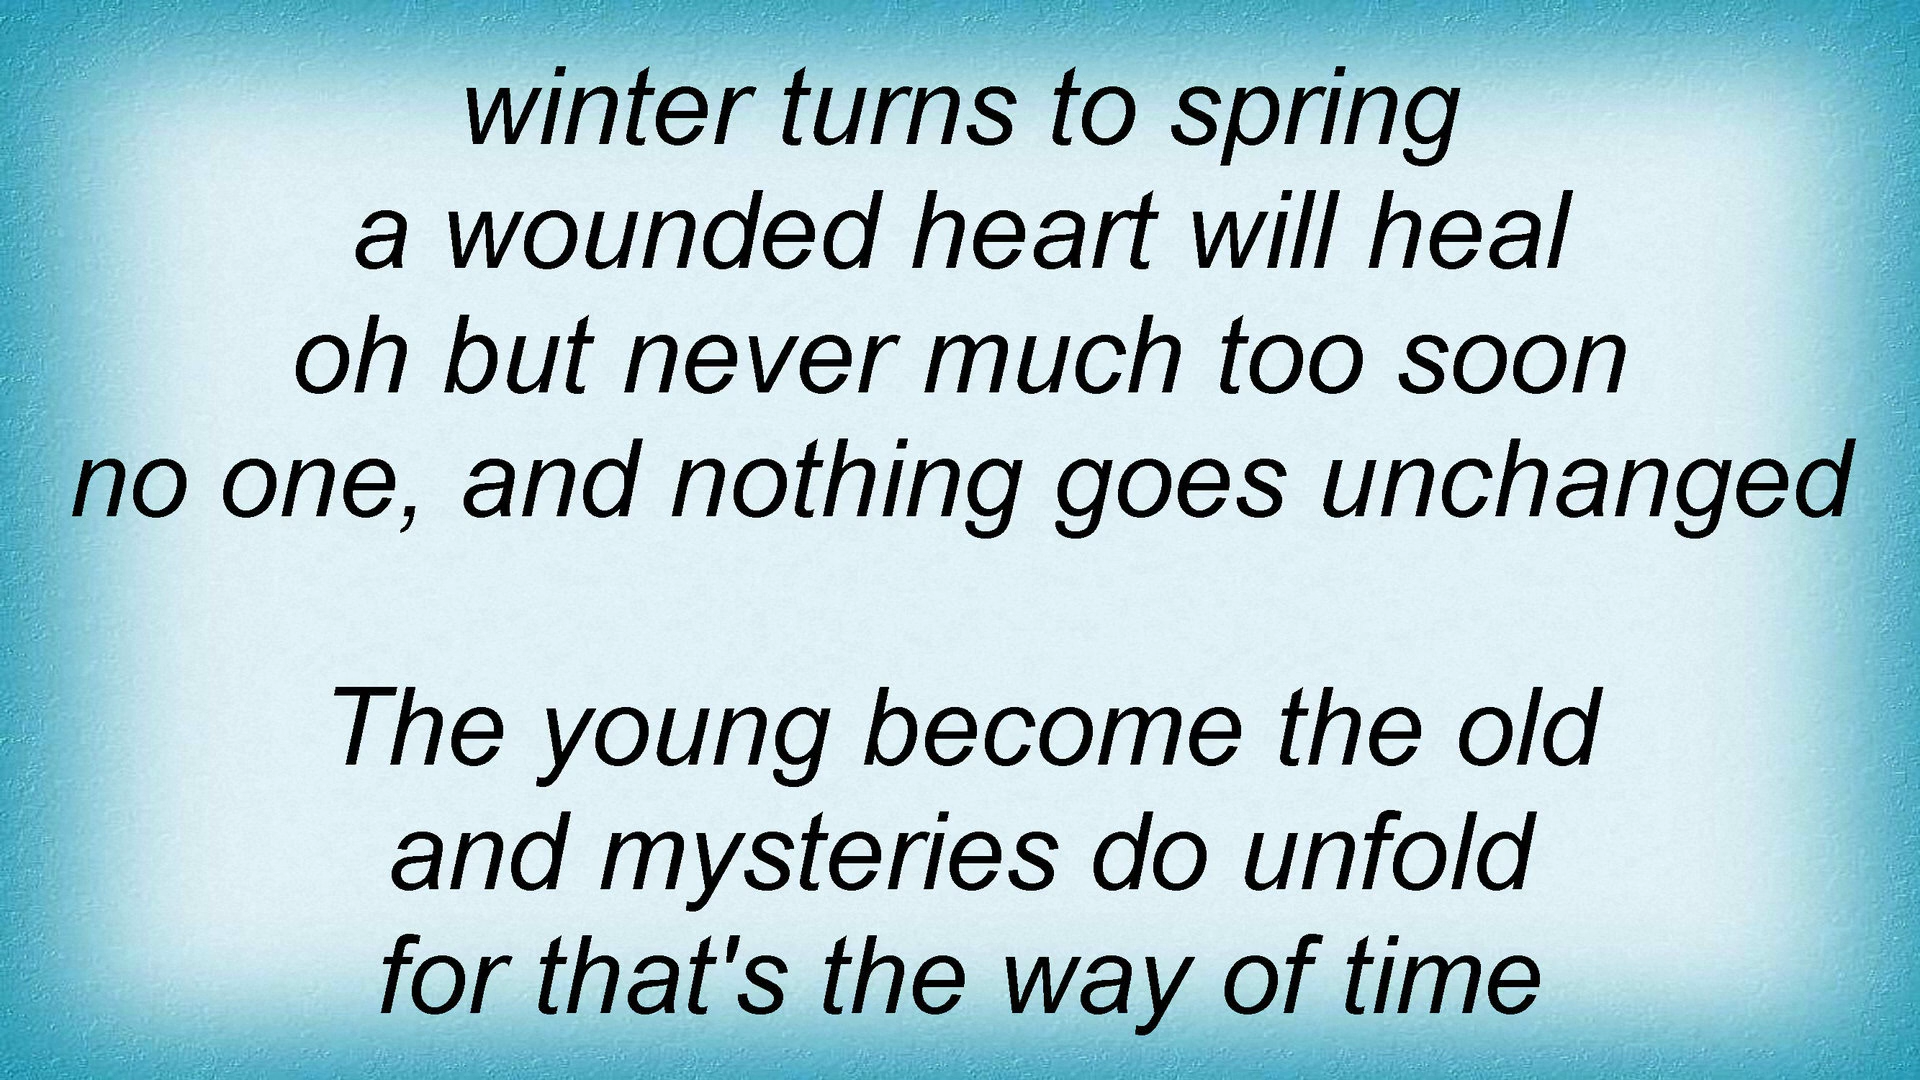 winter turns to spring
a wounded heart will heal
oh but never much too soon
no one, and nothing goes unchanged
The young become the old
and mysteries do unfold
for that's the way of time